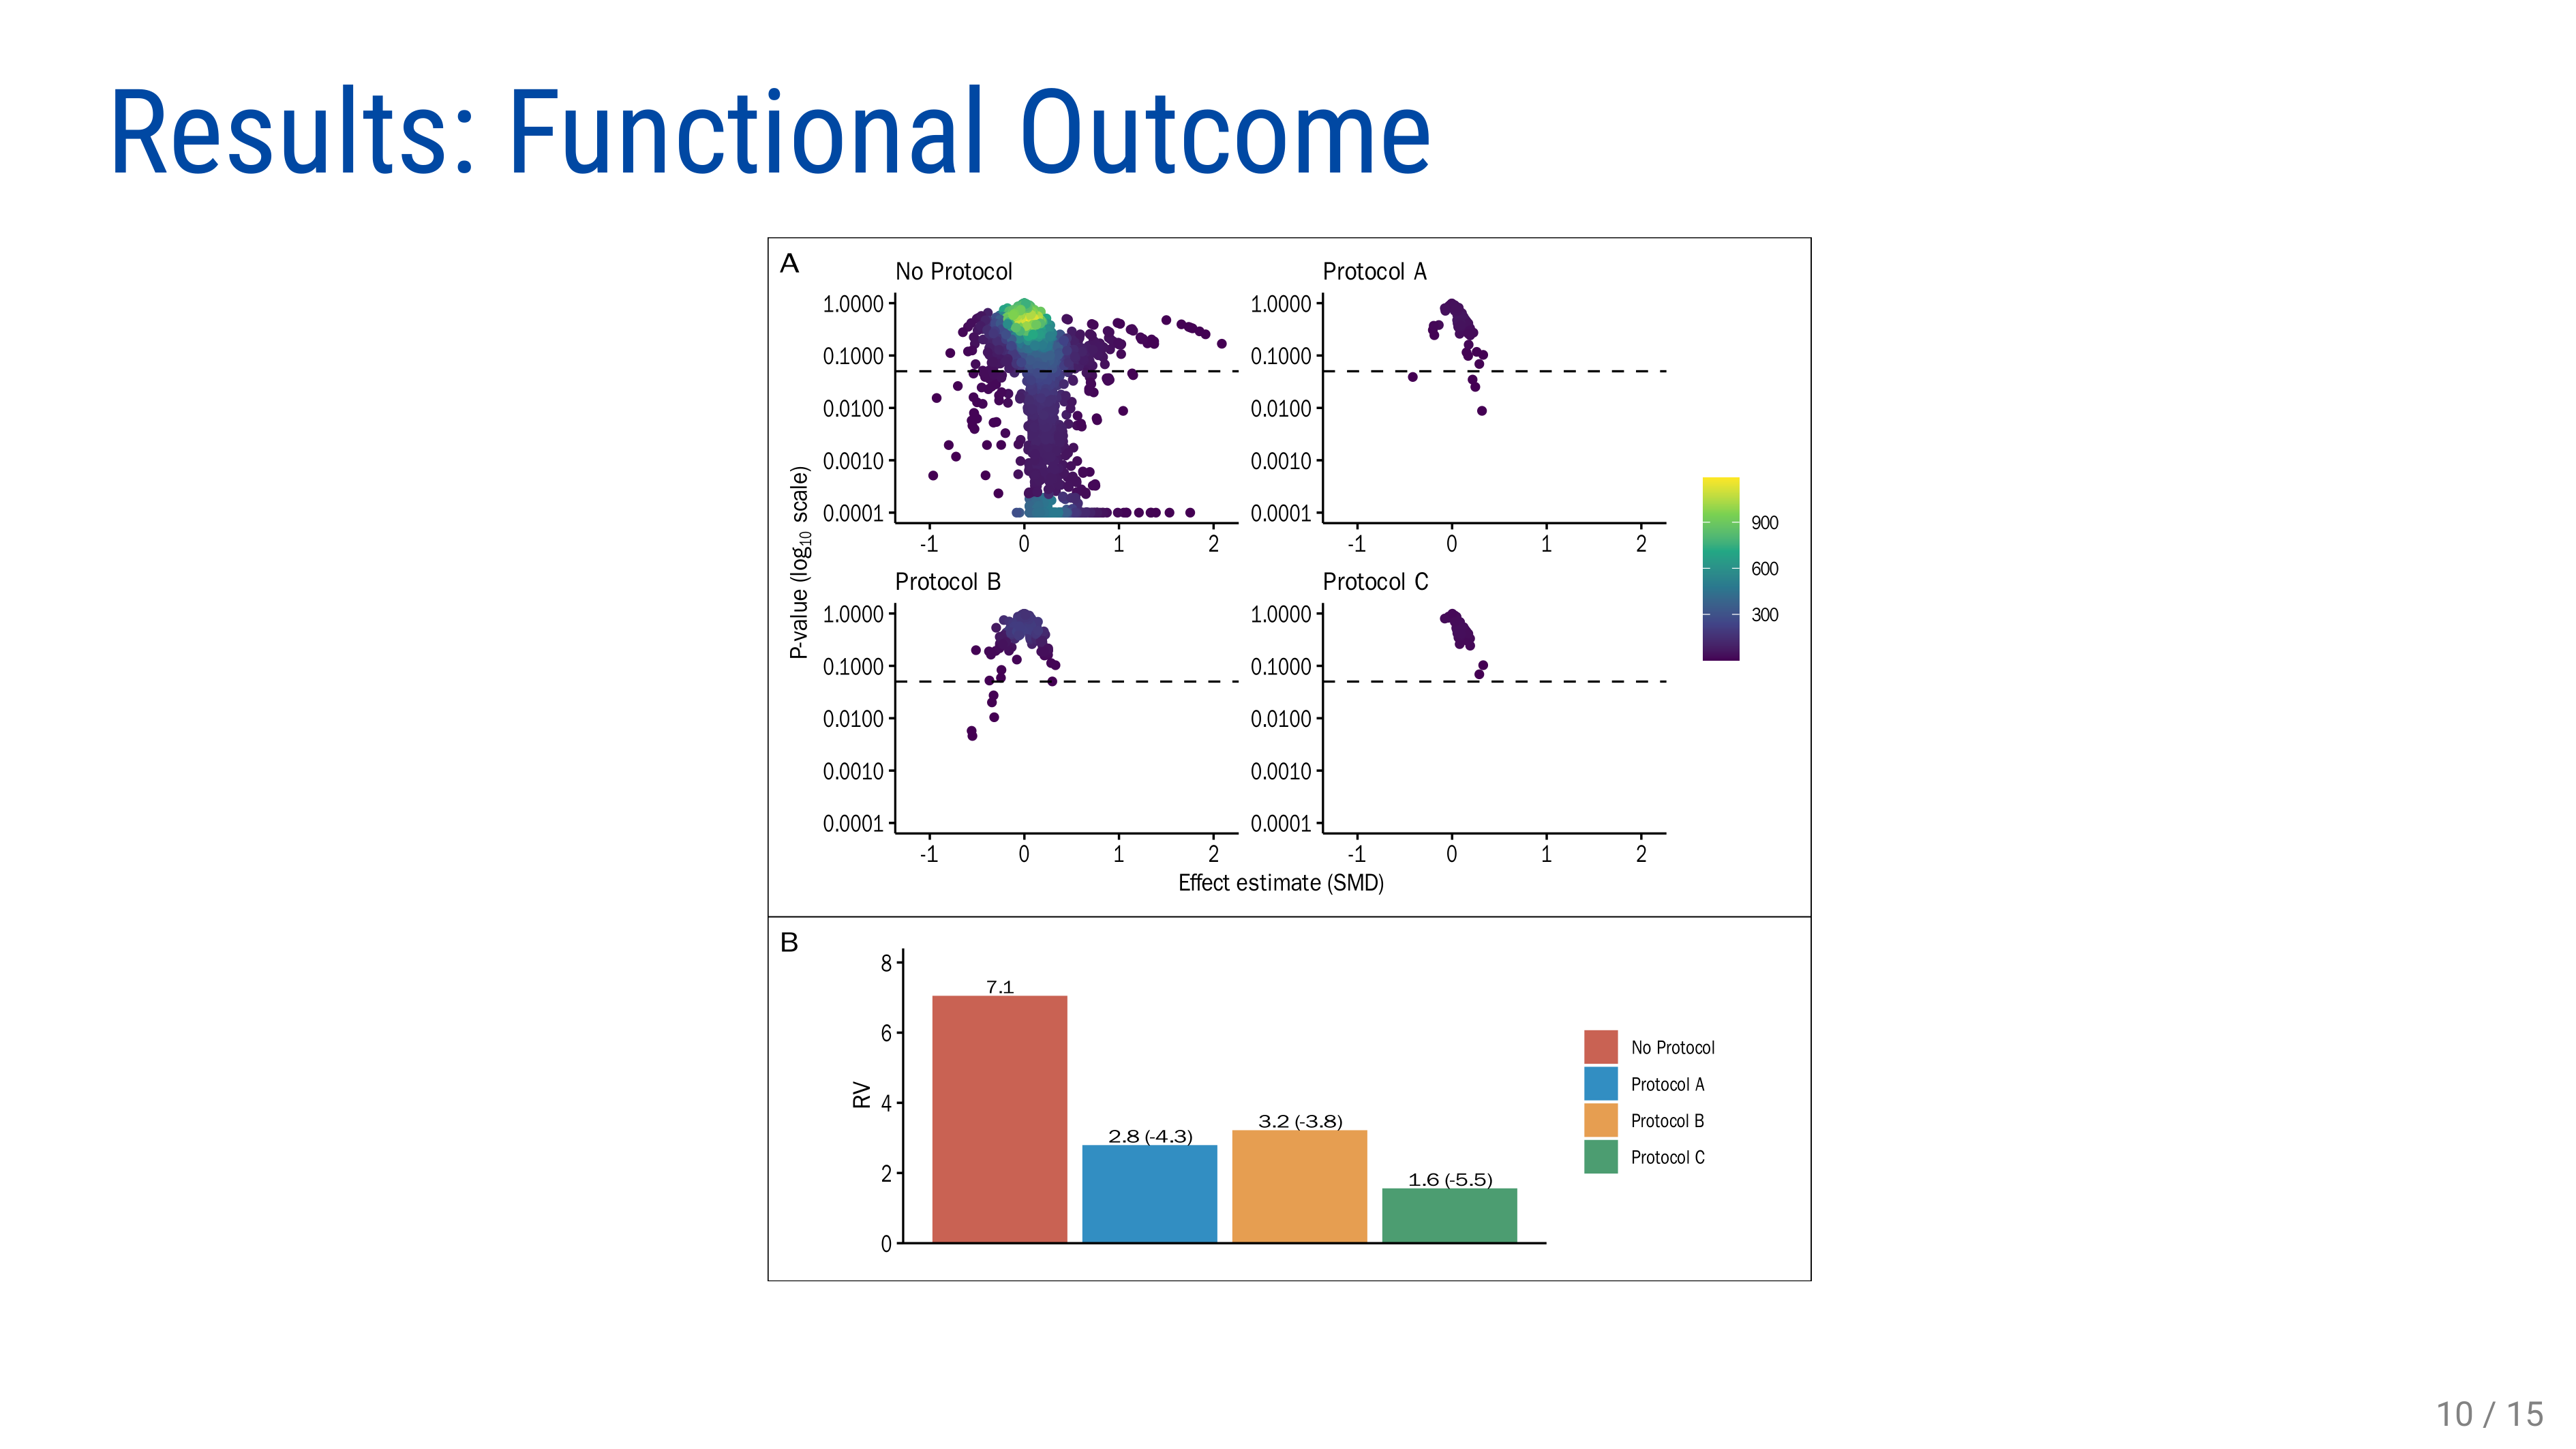 Results: Functional Outcome
A
No Protocol
1.0000
0.1000
0.0100
0.0010
0.0001
-1 0 1 2
Protocol A
1.0000
0.1000
0.0100
0.0010
0.0001
-1 0 1 2
Protocol B
1.0000
0.1000
0.0100
0.0010
0.0001
-1 0 1 2
Protocol C
1.0000
0.1000
0.0100
0.0010
0.0001
-1 0 1 2
P-value (log10 scale)
Effect estimate (SMD)
900
600
300
B
RV
8
6
4
2
0
7.1
2.8 (-4.3)
3.2 (-3.8)
1.6 (-5.5)
No Protocol
Protocol A
Protocol B
Protocol C
10 / 15